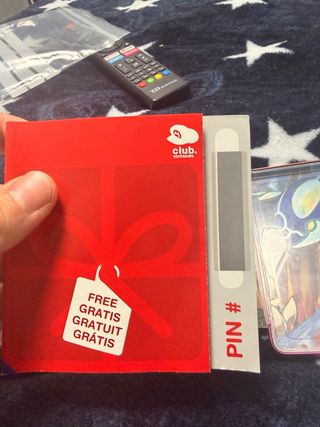 club.
nintendo
FREE
GRATIS
GRATUIT
GRÁTIS
PIN #